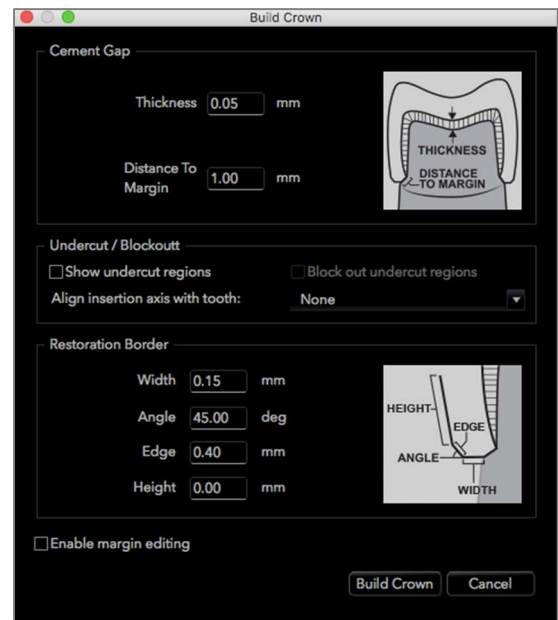 Build Crown
Cement Gap
Thickness 0.05 mm
THICKNESS
DISTANCE
TO MARGIN
Distance To
Margin 1.00 mm
Undercut / Blockoutt
Show undercut regions Block out undercut regions
Align insertion axis with tooth: None
Restoration Border
Width 0.15 mm
Angle 45.00 deg
Edge 0.40 mm
Height 0.00 mm
HEIGHT
EDGE
ANGLE
WIDTH
Enable margin editing
Build Crown Cancel